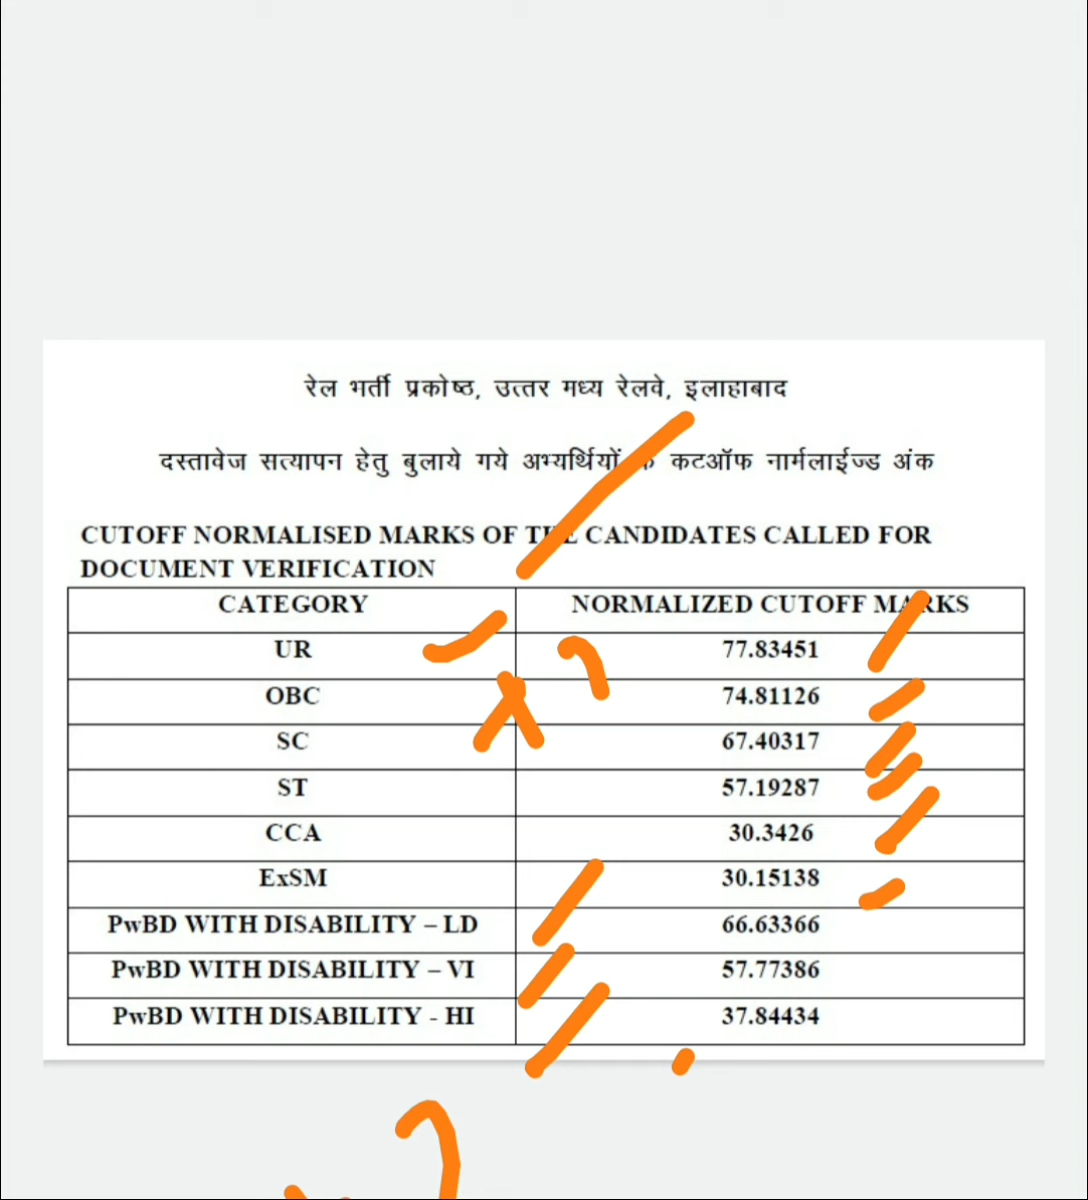 रेल भर्ती प्रकोष्ठ, उत्तर मध्य रेलवे, इलाहाबाद
दस्तावेज सत्यापन हेतु बुलाये गये अभ्यर्थियों कटऑफ नार्मलाईज्ड अंक
CUTOFF NORMALISED MARKS OF THE CANDIDATES CALLED FOR
DOCUMENT VERIFICATION
CATEGORY NORMALIZED CUTOFF MARKS
UR 77.83451
OBC 74.81126
SC 67.40317
ST 57.19287
CCA 30.3426
ExSM 30.15138
PwBD WITH DISABILITY – LD 66.63366
PwBD WITH DISABILITY – VI 57.77386
PwBD WITH DISABILITY - HI 37.84434